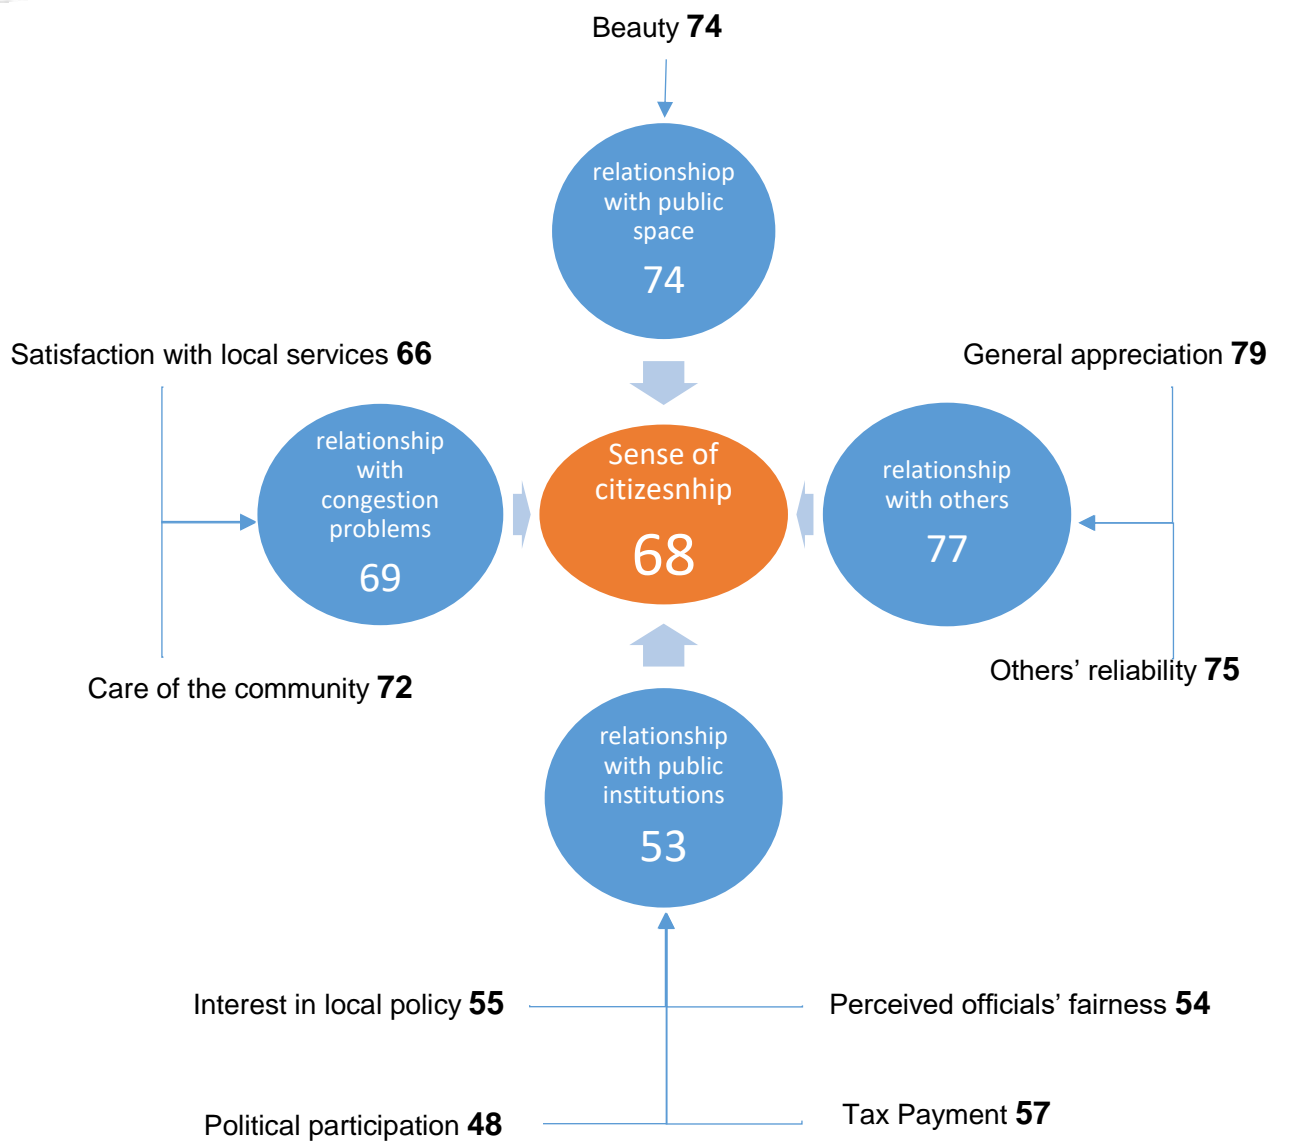 Beauty 74
relationshiop
with public
space
74
Satisfaction with local services 66
General appreciation 79
relationship
with
congestion
problems
69
Sense of
citizesnhip
68
relationship
with others
77
Care of the community 72
Others’ reliability 75
relationship
with public
institutions
53
Interest in local policy 55
Perceived officials’ fairness 54
Political participation 48
Tax Payment 57